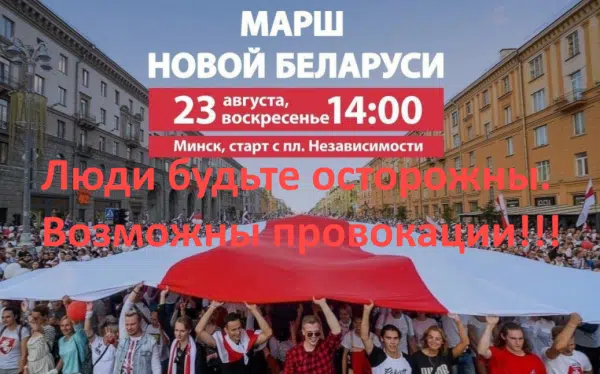 МАРШ
НОВОЙ БЕЛАРУСИ
23 августа, воскресенье 14:00
Минск, старт с пл. Независимости
Люди будьте осторожны.
Возможны провокации!!!